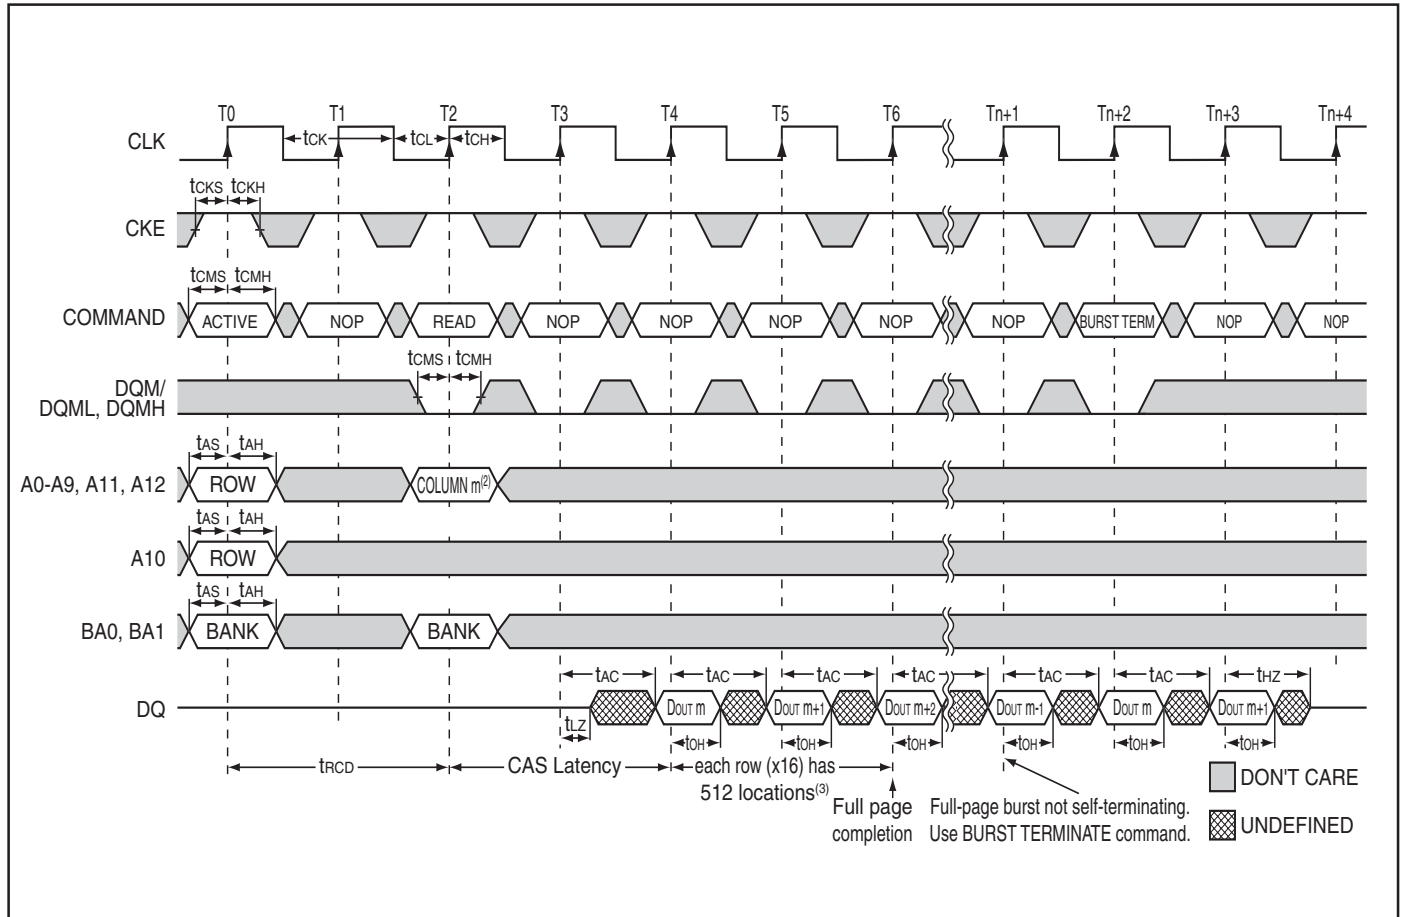 T0 T1 T2 T3 T4 T5 T6 Tn+1 Tn+2 Tn+3 Tn+4
CLK
tCK tCL tCH
tCKS tCKH
CKE
tCMS tCMH
COMMAND
ACTIVE NOP READ NOP NOP NOP NOP NOP BURST TERM NOP NOP
tCMS tCMH
DQM/
DQML, DQMH
tAS tAH
A0-A9, A11, A12
ROW COLUMN m(2)
tAS tAH
A10
ROW
tAS tAH
BA0, BA1
BANK BANK
tAC tAC tAC tAC tAC tAC tHZ
DQ
DOUT m DOUT m+1 DOUT m+2 DOUT m-1 DOUT m DOUT m+1
tLZ tOH tOH tOH tOH tOH tOH
tRCD CAS Latency each row (x16) has
512 locations(3)
Full page
completion
Full-page burst not self-terminating.
Use BURST TERMINATE command.
DON'T CARE
UNDEFINED